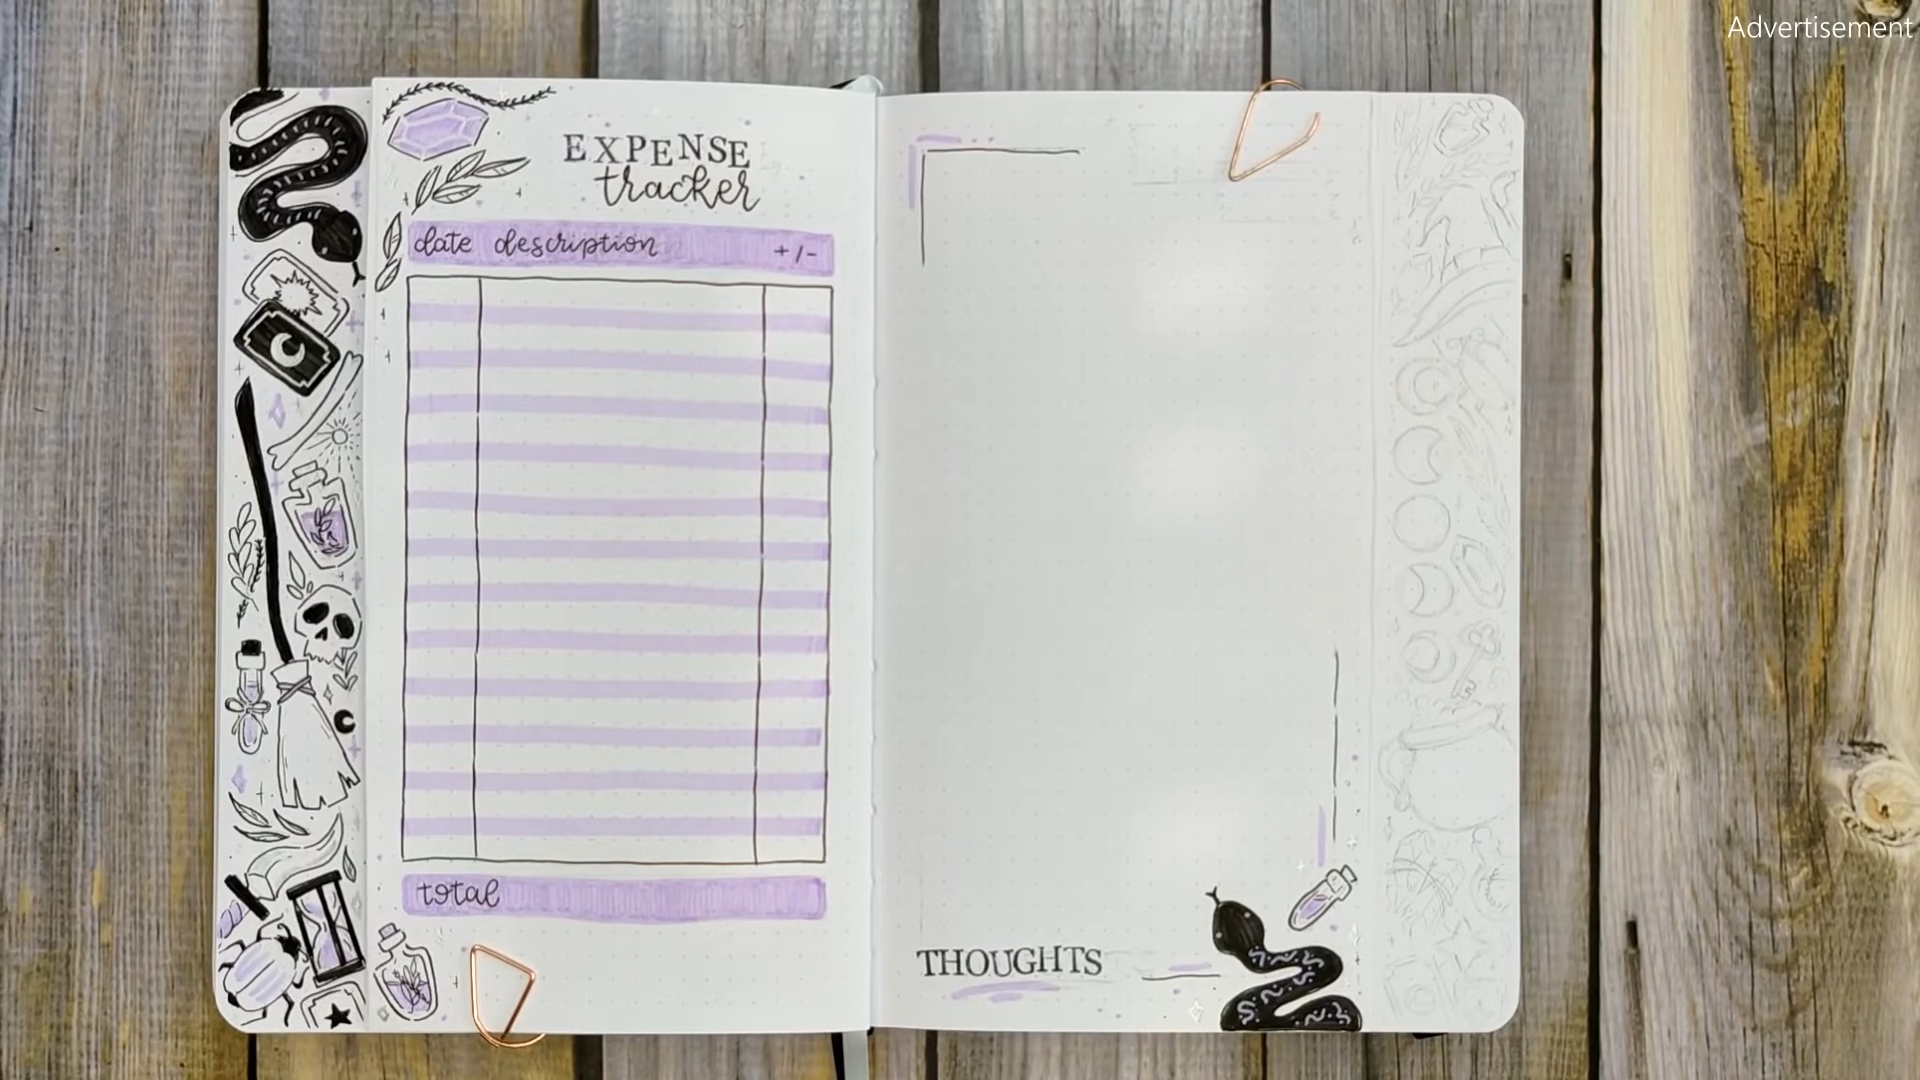 Advertisement
EXPENSE
tracker
date description +/-
total
THOUGHTS